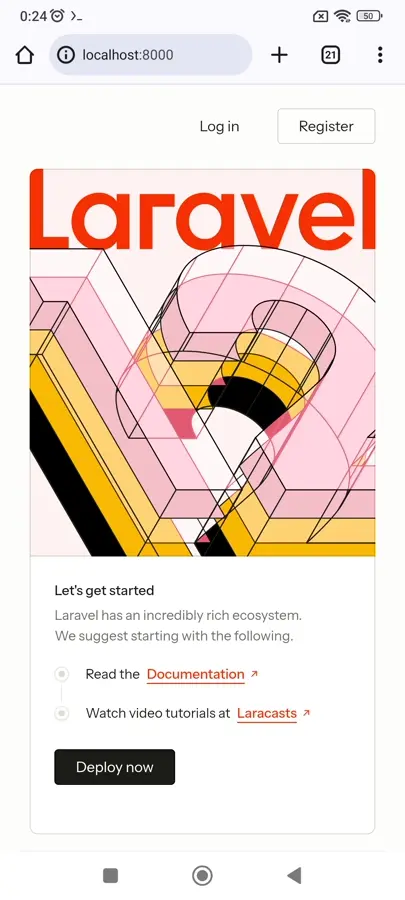 0:24
50
localhost:8000
21
Log in
Register
Laravel
Let's get started
Laravel has an incredibly rich ecosystem.
We suggest starting with the following.
Read the Documentation
Watch video tutorials at Laracasts
Deploy now